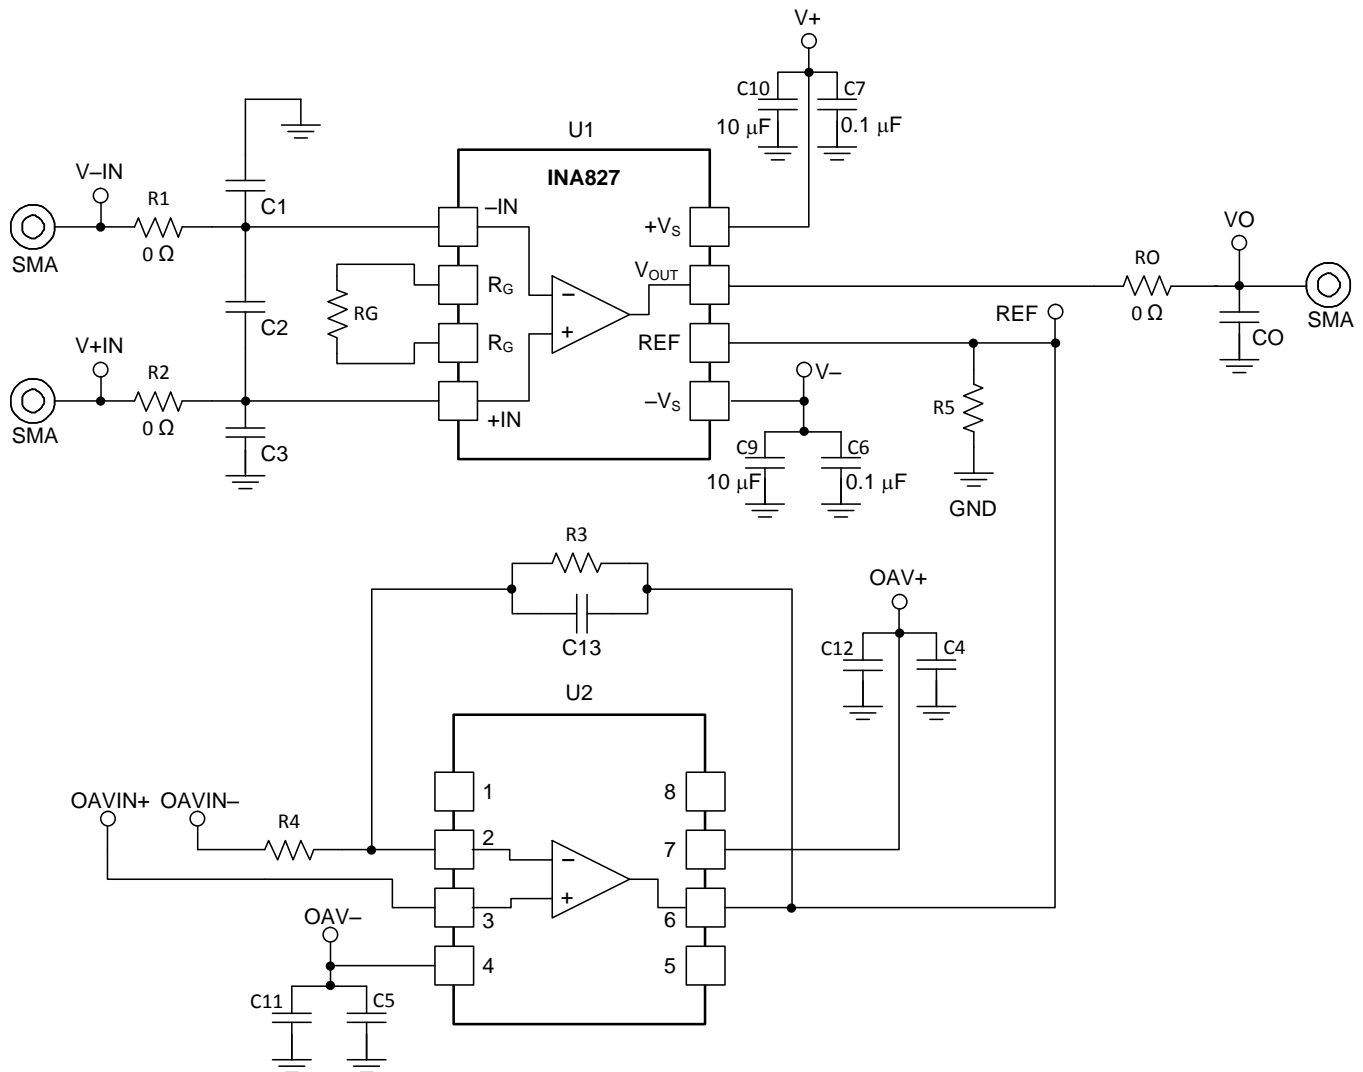 V+
C10
C7
10 μF
0.1 μF
U1
INA827
V–IN
R1
C1
–IN
+VS
SMA
0 Ω
VOUT
VO
RG
RG
RO
C2
RG
REF
REF
0 Ω
CO
SMA
V+IN
R2
V–
–VS
R5
SMA
0 Ω
+IN
C3
C9
C6
10 μF
0.1 μF
GND
R3
OAV+
C13
C12
C4
U2
OAVIN+
OAVIN–
1
8
R4
2
7
3
6
OAV–
4
5
C11
C5